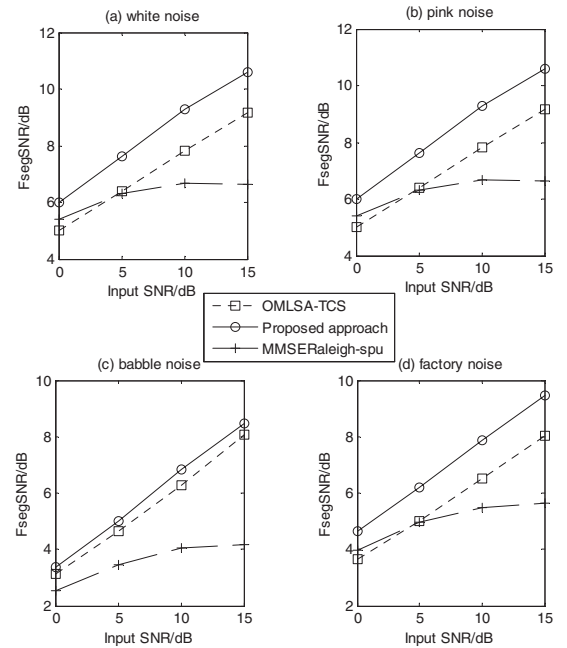 (a) white noise
12
10
8
6
4
0 5 10 15
FsegSNR/dB
Input SNR/dB
(b) pink noise
12
10
8
6
4
0 5 10 15
FsegSNR/dB
Input SNR/dB
OMLSA-TCS
Proposed approach
MMSERaleigh-spu
(c) babble noise
10
8
6
4
2
0 5 10 15
FsegSNR/dB
Input SNR/dB
(d) factory noise
10
8
6
4
2
0 5 10 15
FsegSNR/dB
Input SNR/dB